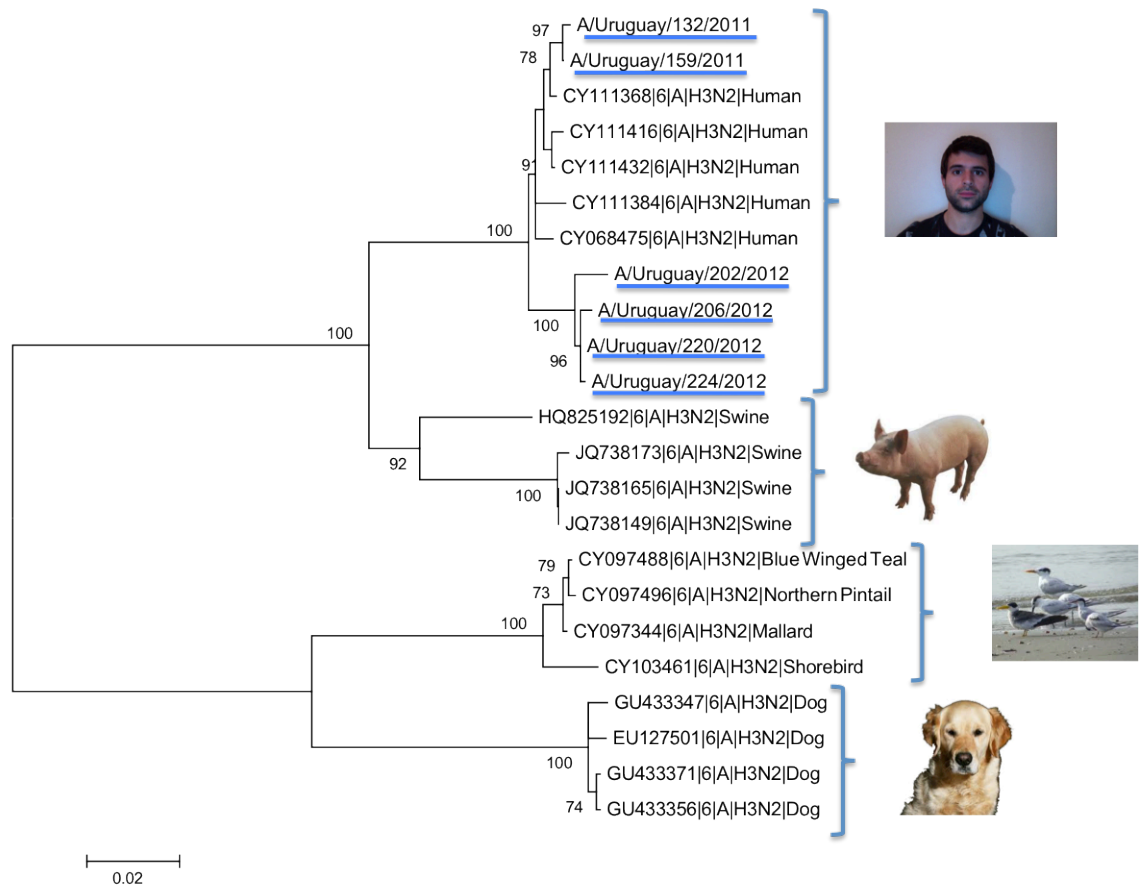 97
A/Uruguay/132/2011
78
A/Uruguay/159/2011
CY111368|6|A|H3N2|Human
CY111416|6|A|H3N2|Human
91
CY111432|6|A|H3N2|Human
CY111384|6|A|H3N2|Human
100
CY068475|6|A|H3N2|Human
A/Uruguay/202/2012
A/Uruguay/206/2012
100
100
A/Uruguay/220/2012
96
A/Uruguay/224/2012
HQ825192|6|A|H3N2|Swine
92
JQ738173|6|A|H3N2|Swine
100
JQ738165|6|A|H3N2|Swine
JQ738149|6|A|H3N2|Swine
79
CY097488|6|A|H3N2|Blue Winged Teal
73
CY097496|6|A|H3N2|Northern Pintail
100
CY097344|6|A|H3N2|Mallard
CY103461|6|A|H3N2|Shorebird
GU433347|6|A|H3N2|Dog
EU127501|6|A|H3N2|Dog
100
GU433371|6|A|H3N2|Dog
74
GU433356|6|A|H3N2|Dog
0.02